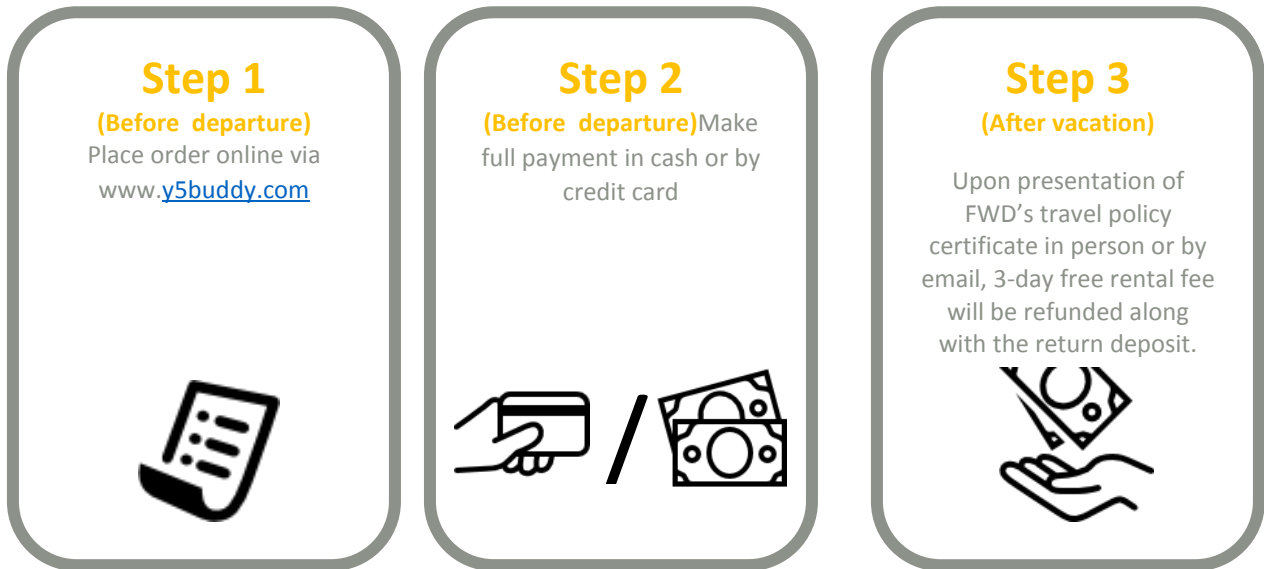 Step 1
(Before departure)
Place order online via
www.y5buddy.com
Step 2
(Before departure)Make
full payment in cash or by
credit card
Step 3
(After vacation)
Upon presentation of
FWD’s travel policy
certificate in person or by
email, 3-day free rental fee
will be refunded along
with the return deposit.
/